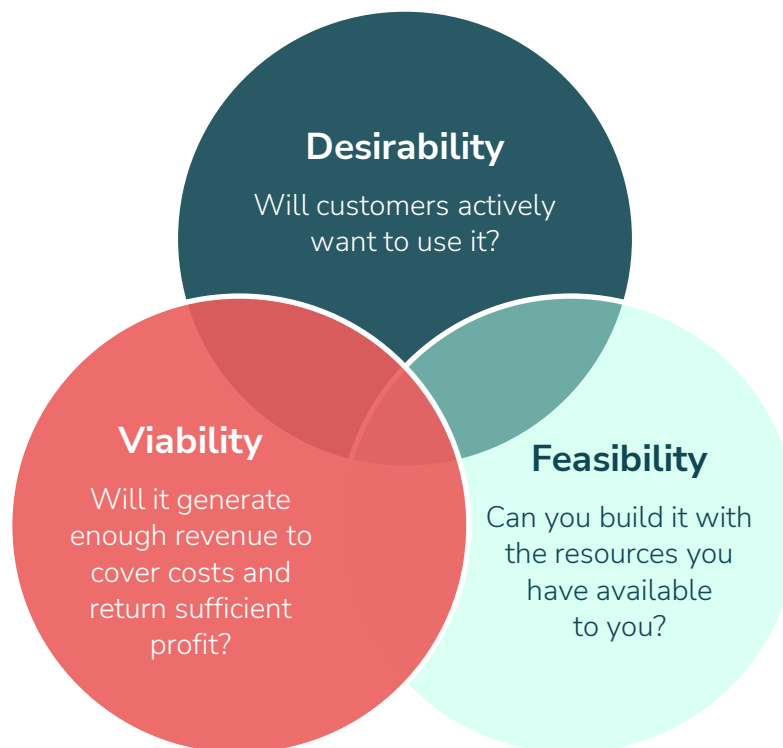 Desirability
Will customers actively
want to use it?
Viability
Will it generate
enough revenue to
cover costs and
return sufficient
profit?
Feasibility
Can you build it with
the resources you
have available
to you?